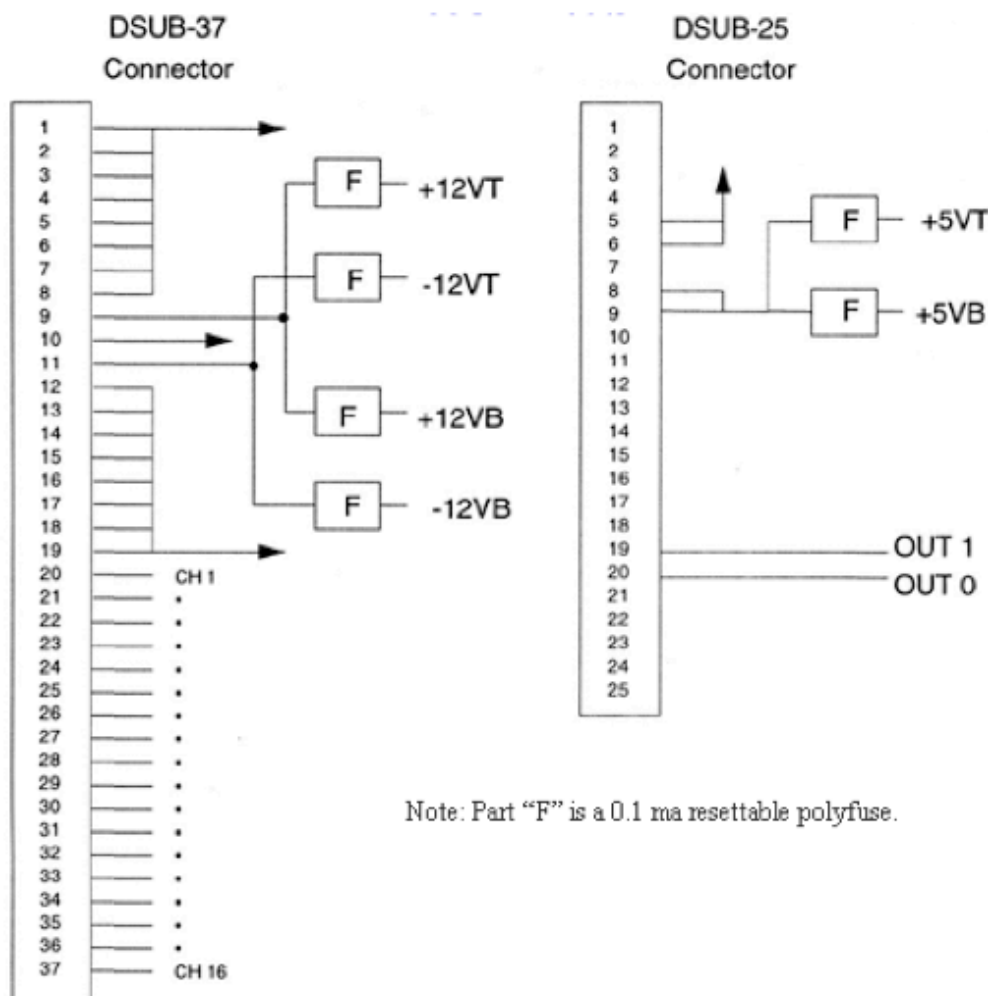 DSUB-37
Connector
1
2
3
4
5
6
7
8
9
10
11
12
13
14
15
16
17
18
19
20
21
22
23
24
25
26
27
28
29
30
31
32
33
34
35
36
37
F
+12VT
F
-12VT
F
+12VB
F
-12VB
CH 1
CH 16
DSUB-25
Connector
1
2
3
4
5
6
7
8
9
10
11
12
13
14
15
16
17
18
19
20
21
22
23
24
25
F
+5VT
F
+5VB
OUT 1
OUT 0
Note: Part “F” is a 0.1 ma resettable polyfuse.